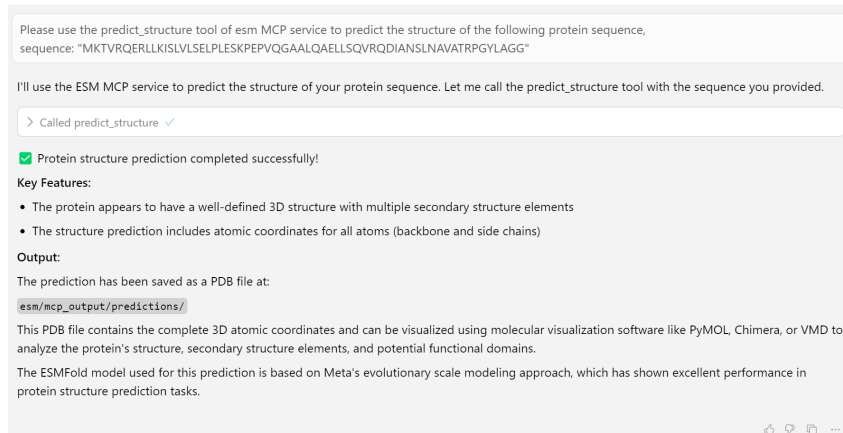 Please use the predict_structure tool of esm MCP service to predict the structure of the following protein sequence,
sequence: "MKTVRQERLLKISLVLSELPLESKPEPVQGAALQAELLSQVRQDIANSLNAVATRPGYLAGG"
I'll use the ESM MCP service to predict the structure of your protein sequence. Let me call the predict_structure tool with the sequence you provided.
Called predict_structure
Protein structure prediction completed successfully!
Key Features:
• The protein appears to have a well-defined 3D structure with multiple secondary structure elements
• The structure prediction includes atomic coordinates for all atoms (backbone and side chains)
Output:
The prediction has been saved as a PDB file at:
esm/mcp_output/predictions/
This PDB file contains the complete 3D atomic coordinates and can be visualized using molecular visualization software like PyMOL, Chimera, or VMD to
analyze the protein's structure, secondary structure elements, and potential functional domains.
The ESMFold model used for this prediction is based on Meta's evolutionary scale modeling approach, which has shown excellent performance in
protein structure prediction tasks.